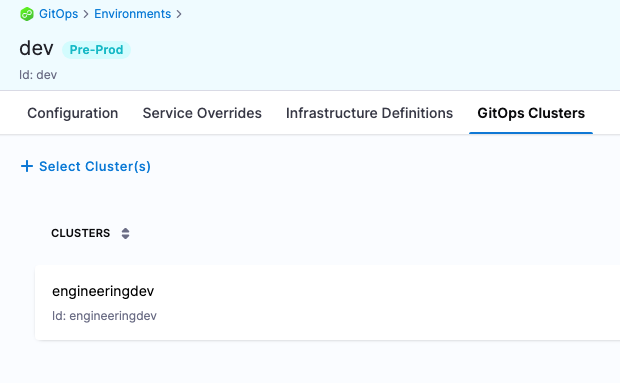 GitOps > Environments >
dev Pre-Prod
Id: dev
Configuration Service Overrides Infrastructure Definitions GitOps Clusters
+ Select Cluster(s)
CLUSTERS
engineeringdev
Id: engineeringdev